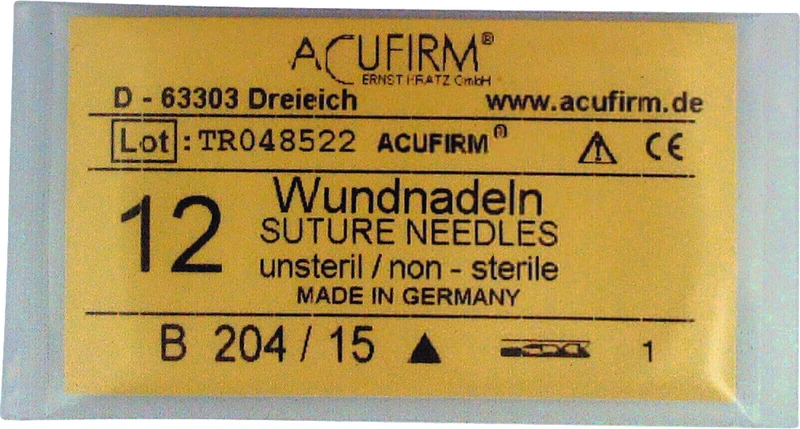 ACUFIRM®
ERNST KRATZ GmbH
D - 63303 Dreieich www.acufirm.de
Lot : TR048522 ACUFIRM® CE
12 Wundnadeln
SUTURE NEEDLES
unsteril / non - sterile
MADE IN GERMANY
B 204 / 15 1